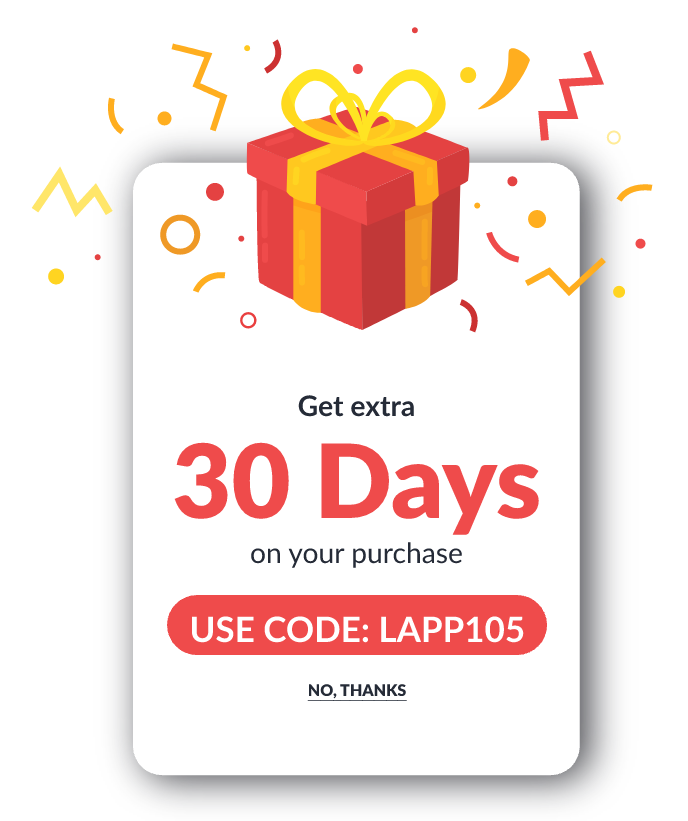 Get extra
30 Days
on your purchase
USE CODE: LAPP105
NO, THANKS